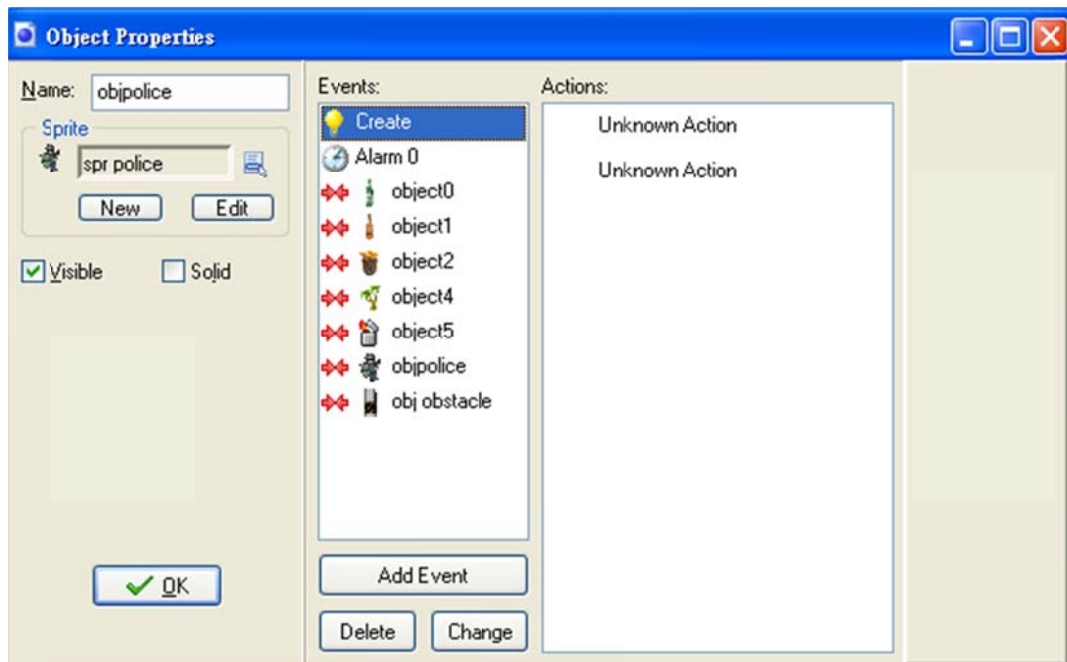 Object Properties
Name: objpolice
Sprite
spr police
New Edit
Visible Solid
OK
Events:
Create
Alarm 0
object0
object1
object2
object4
object5
objpolice
obj obstacle
Add Event
Delete Change
Actions:
Unknown Action
Unknown Action